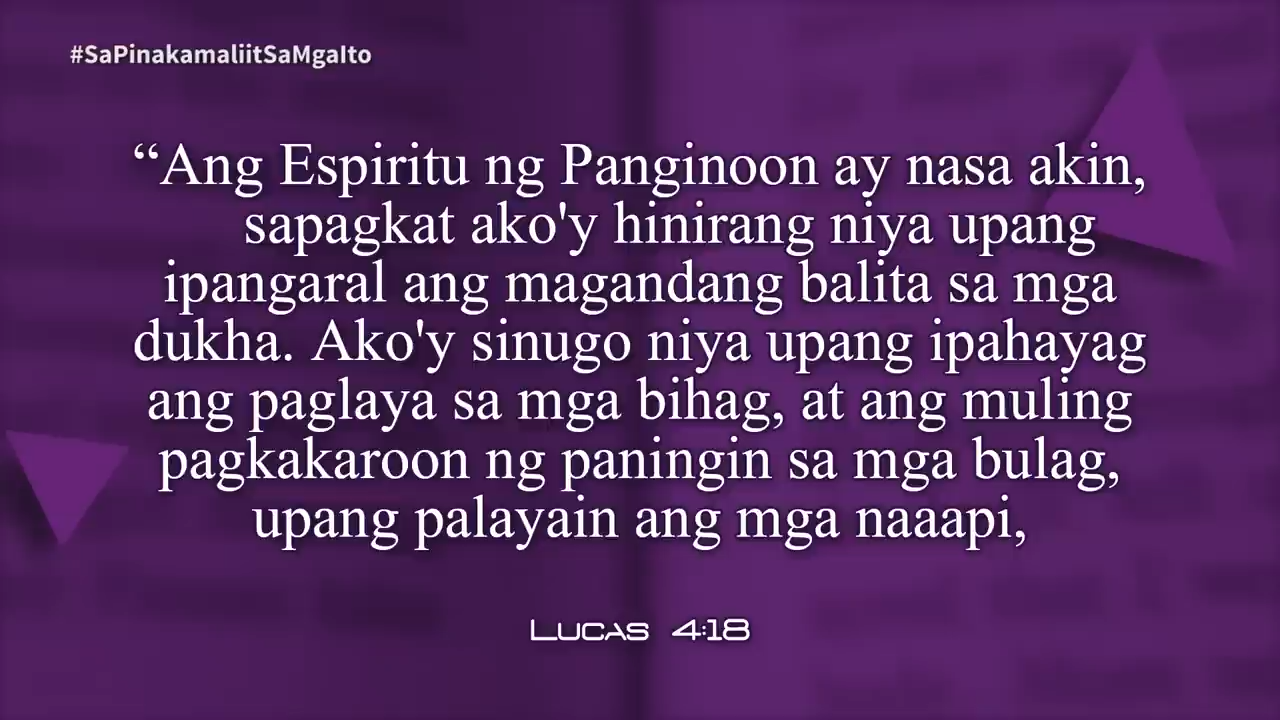 #SaPinakamaliitSaMgaIto
“Ang Espiritu ng Panginoon ay nasa akin,
sapagkat ako'y hinirang niya upang
ipangaral ang magandang balita sa mga
dukha. Ako'y sinugo niya upang ipahayag
ang paglaya sa mga bihag, at ang muling
pagkakaroon ng paningin sa mga bulag,
upang palayain ang mga naaapi,
Lucas 4:18